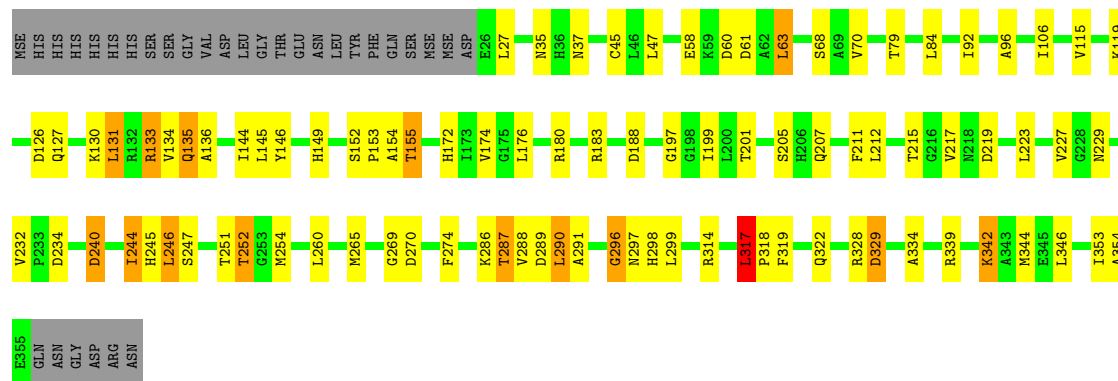 MSE HIS HIS HIS HIS HIS HIS SER SER GLY VAL ASP LEU GLY THR GLU ASN LEU TYR PHE GLN SER MSE MSE ASP E26 L27 N35 H36 N37 C45 L46 L47 E58 K59 D60 D61 A62 L63 S68 A69 V70 T79 L84 I92 A96 I106 V115 K119
D126 Q127 K130 L131 R132 R133 V134 Q135 A136 I144 L145 Y146 H149 S152 P153 A154 T155 H172 I173 V174 G175 L176 R180 R183 D188 G197 G198 I199 L200 T201 S205 H206 Q207 F211 L212 T215 G216 V217 N218 D219 L223 V227 G228 N229
V232 P233 D234 D240 I244 H245 L246 S247 T251 T252 G253 M254 L260 M265 G269 D270 F274 K286 T287 V288 D289 L290 A291 G296 N297 H298 L299 R314 L317 P318 F319 Q322 R328 D329 A334 R339 K342 A343 M344 E345 L346 I353 A354
E355 GLN ASN GLY ASP ARG ASN